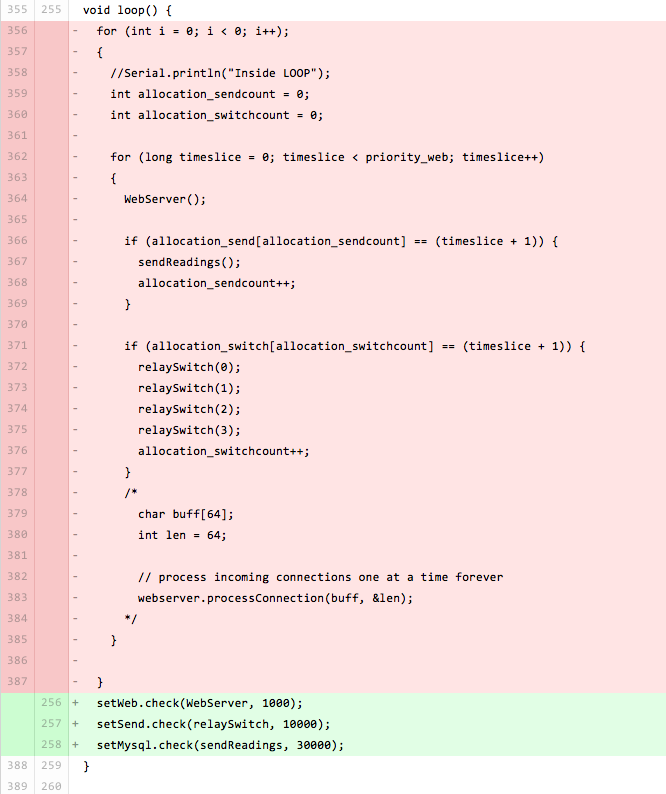 355 255 void loop() {
356 - for (int i = 0; i < 0; i++);
357 - {
358 - //Serial.println("Inside LOOP");
359 - int allocation_sendcount = 0;
360 - int allocation_switchcount = 0;
361 -
362 - for (long timeslice = 0; timeslice < priority_web; timeslice++)
363 - {
364 - WebServer();
365 -
366 - if (allocation_send[allocation_sendcount] == (timeslice + 1)) {
367 - sendReadings();
368 - allocation_sendcount++;
369 - }
370 -
371 - if (allocation_switch[allocation_switchcount] == (timeslice + 1)) {
372 - relaySwitch(0);
373 - relaySwitch(1);
374 - relaySwitch(2);
375 - relaySwitch(3);
376 - allocation_switchcount++;
377 - }
378 - /*
379 - char buff[64];
380 - int len = 64;
381 -
382 - // process incoming connections one at a time forever
383 - webserver.processConnection(buff, &len);
384 - */
385 - }
386 -
387 - }
256 + setWeb.check(WebServer, 1000);
257 + setSend.check(relaySwitch, 10000);
258 + setMysql.check(sendReadings, 30000);
388 259 }
389 260